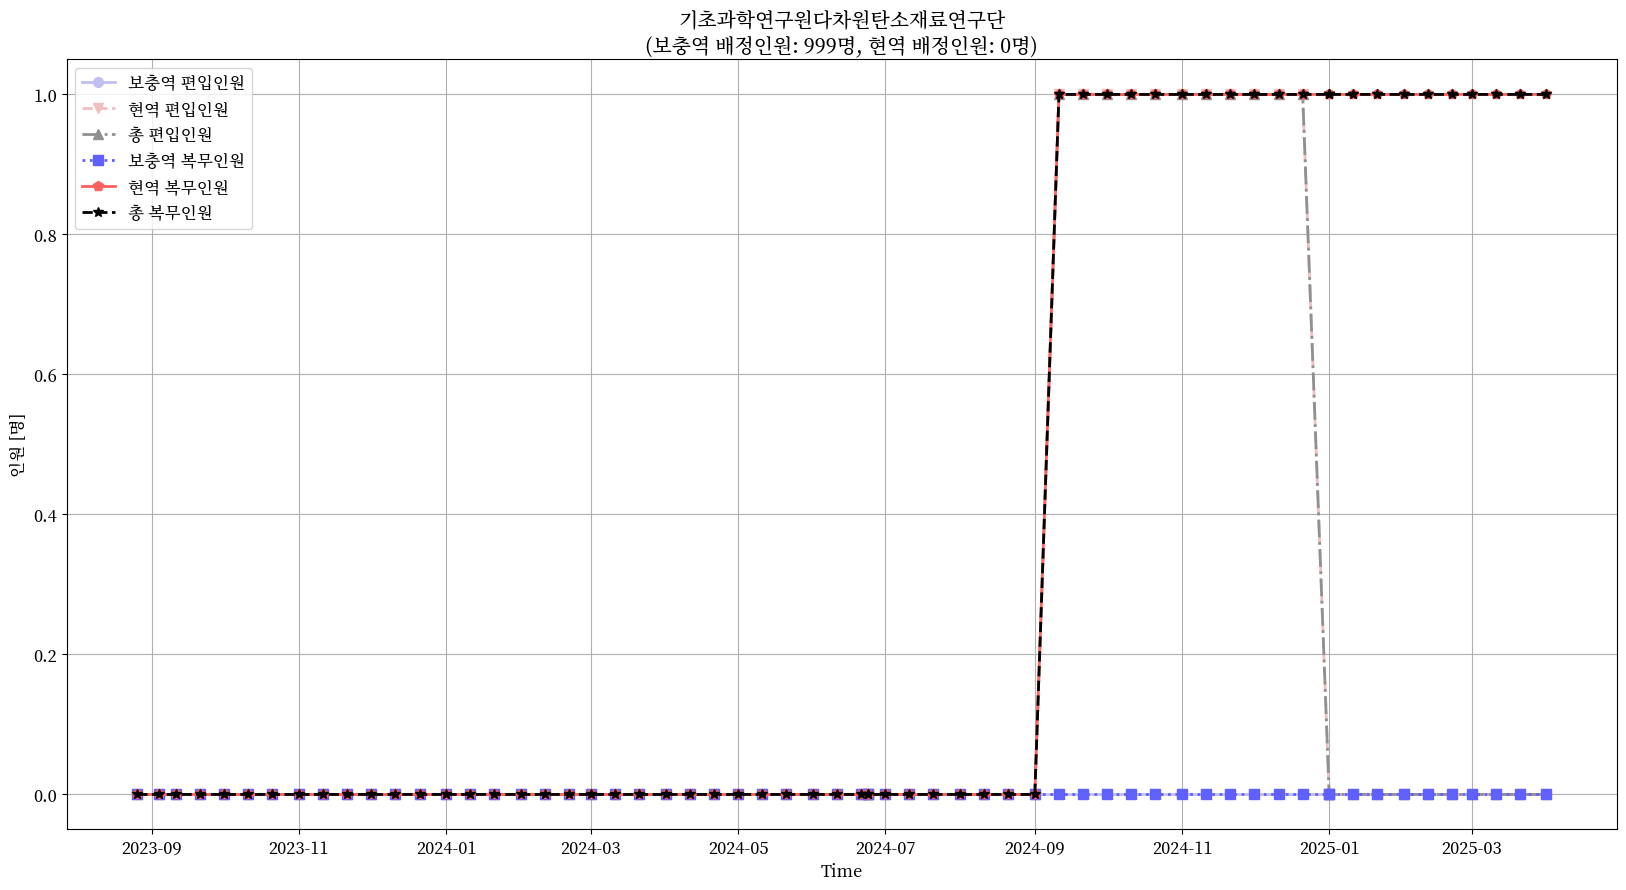 기초과학연구원다차원탄소재료연구단
(보충역 배정인원: 999명, 현역 배정인원: 0명)
보충역 편입인원
현역 편입인원
총 편입인원
보충역 복무인원
현역 복무인원
총 복무인원
1.0
0.8
0.6
0.4
0.2
0.0
인원 [명]
2023-09 2023-11 2024-01 2024-03 2024-05 2024-07 2024-09 2024-11 2025-01 2025-03
Time